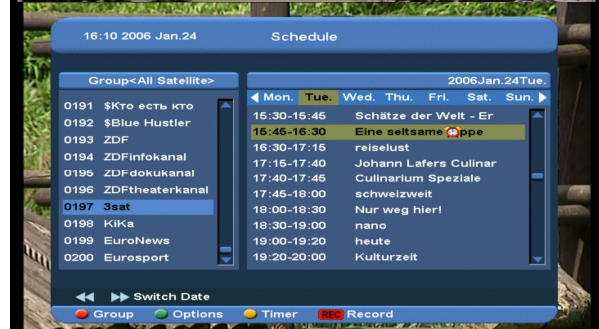 16:10 2006 Jan.24 Schedule
Group<All Satellite>
0191 $Кто есть кто
0192 $Blue Hustler
0193 ZDF
0194 ZDFinfokanal
0195 ZDFdokukanal
0196 ZDFtheaterkanal
0197 3sat
0198 KiKa
0199 EuroNews
0200 Eurosport
2006Jan.24Tue.
Mon. Tue. Wed. Thu. Fri. Sat. Sun.
15:30-15:45 Schätze der Welt - Er
15:45-16:30 Eine seltsame ppe
16:30-17:15 reiselust
17:15-17:40 Johann Lafers Culinar
17:40-17:45 Culinarium Speziale
17:45-18:00 schweizweit
18:00-18:30 Nur weg hier!
18:30-19:00 nano
19:00-19:20 heute
19:20-20:00 Kulturzeit
Switch Date
Group Options Timer REC Record